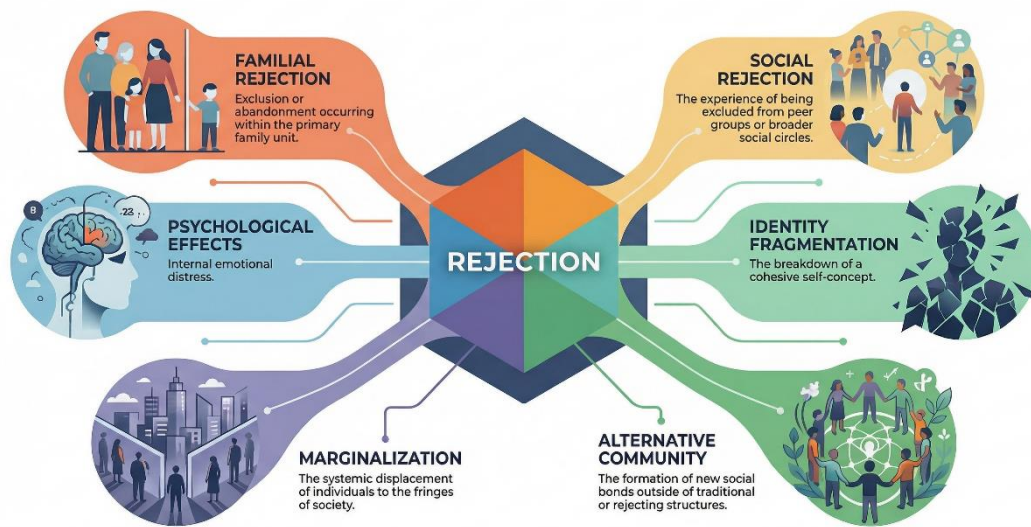 FAMILIAL
REJECTION
Exclusion or
abandonment occurring
within the primary
family unit.
SOCIAL
REJECTION
The experience of being
excluded from peer
groups or broader
social circles.
PSYCHOLOGICAL
EFFECTS
Internal emotional
distress.
REJECTION
IDENTITY
FRAGMENTATION
The breakdown of a
cohesive self-concept.
MARGINALIZATION
The systemic displacement
of individuals to the fringes
of society.
ALTERNATIVE
COMMUNITY
The formation of new social
bonds outside of traditional
or rejecting structures.